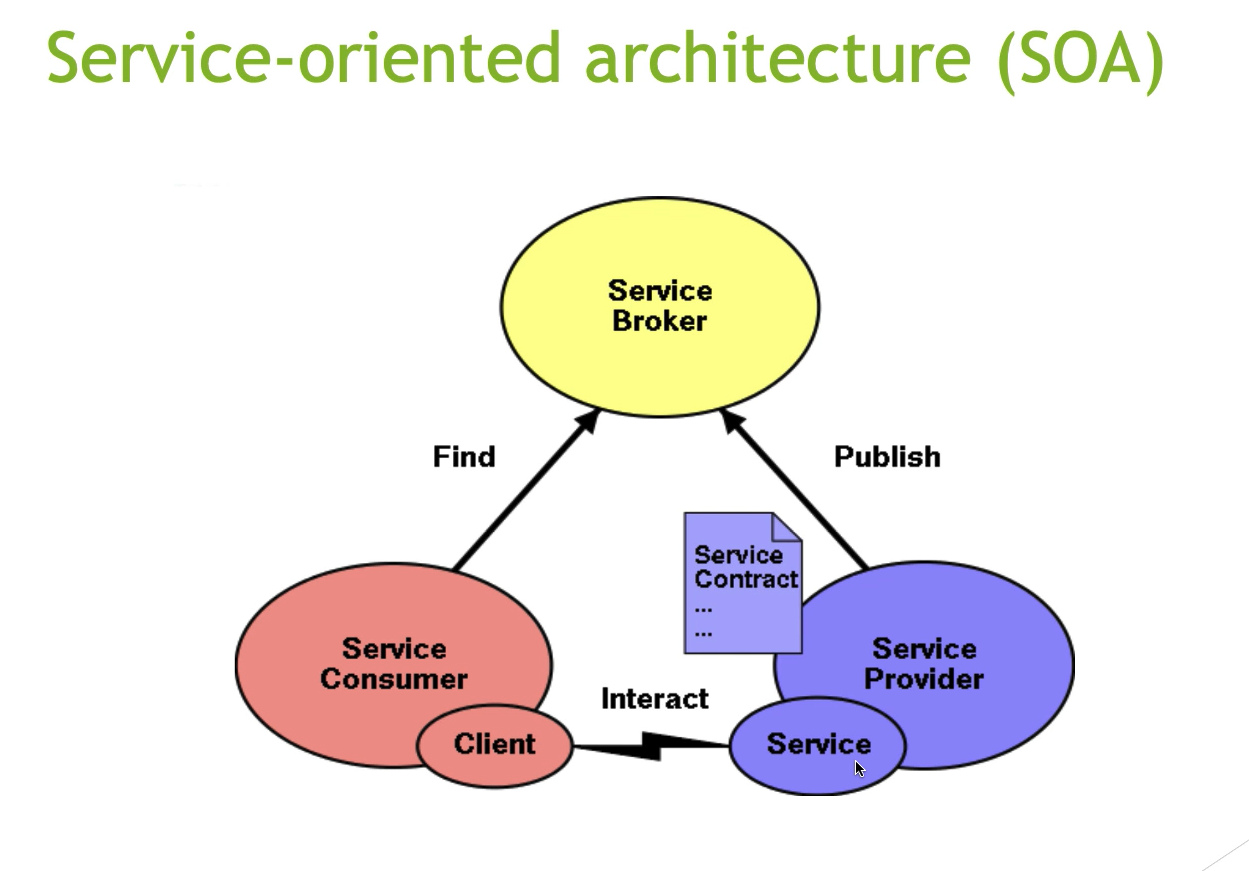 Service-oriented architecture (SOA)
Service
Broker
Find
Publish
Service
Contract
...
...
Service
Consumer
Service
Provider
Interact
Client
Service